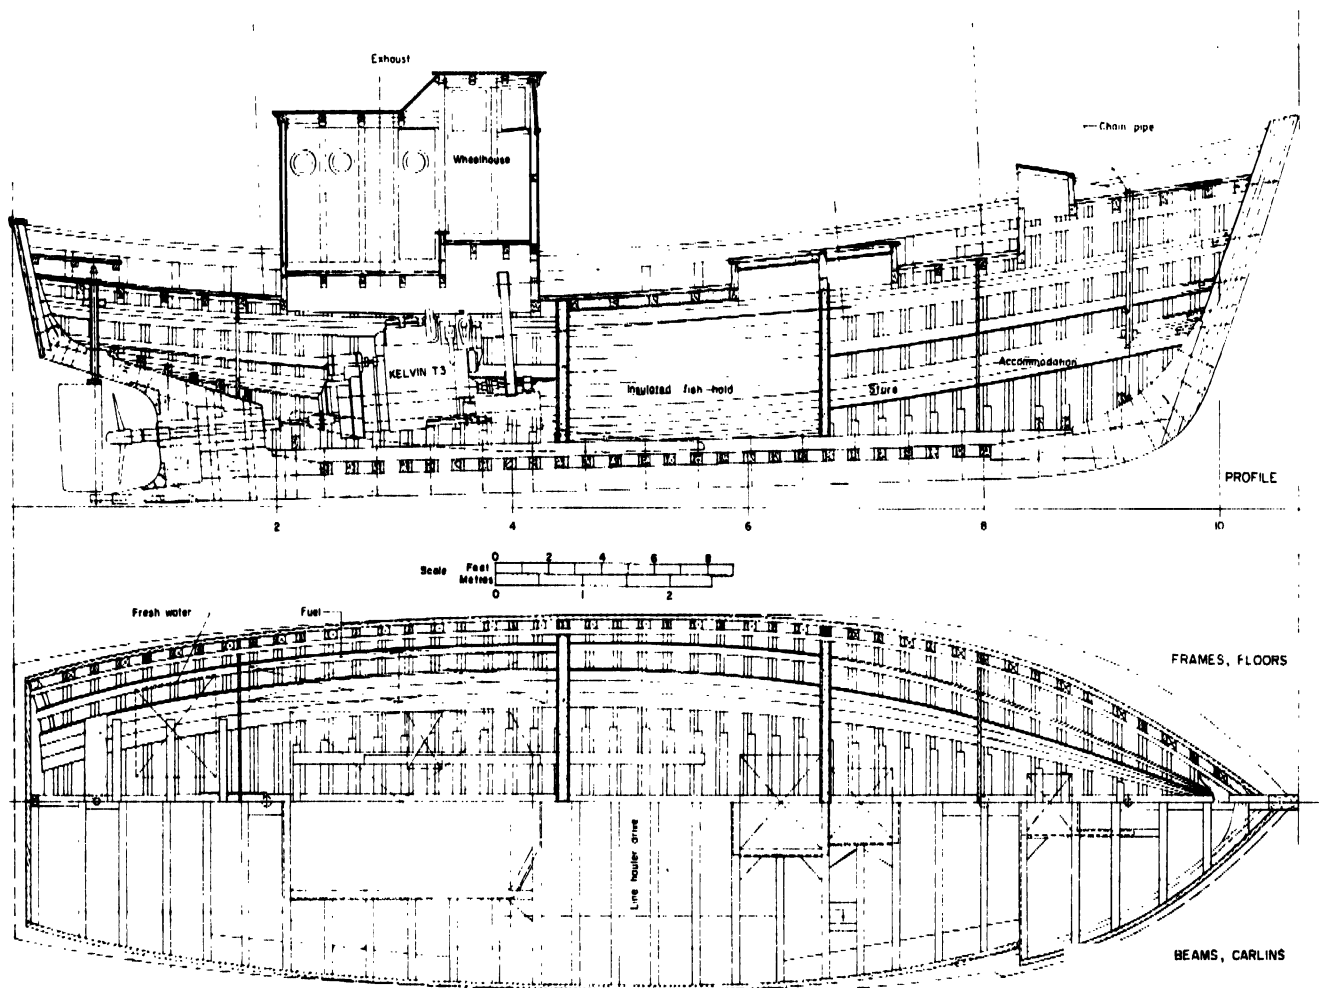 Exhaust
Chain pipe
Wheelhouse
KELVIN T3
Insulated fish hold
Store
Accommodation
PROFILE
2 4 6 8 10
0 2 4 6 8
Scale Feet
Metres
0 1 2
Fresh water
Fuel
FRAMES, FLOORS
Line hauler drive
BEAMS, CARLINS